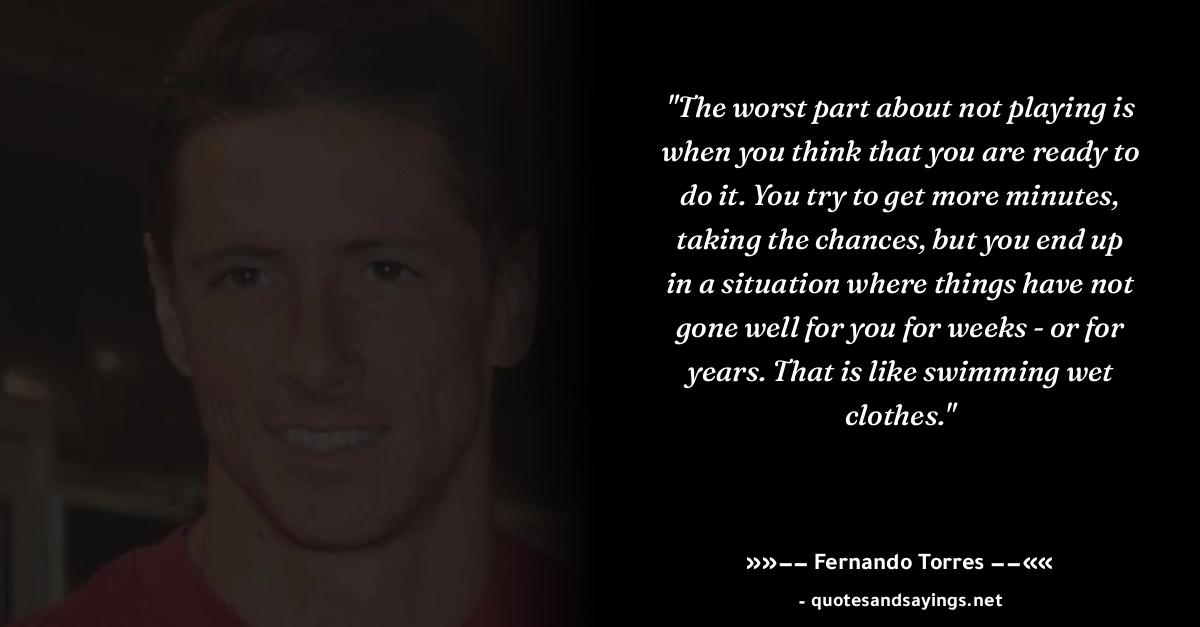 "The worst part about not playing is
when you think that you are ready to
do it. You try to get more minutes,
taking the chances, but you end up
in a situation where things have not
gone well for you for weeks - or for
years. That is like swimming wet
clothes."
»»−− Fernando Torres −−««
- quotesandsayings.net